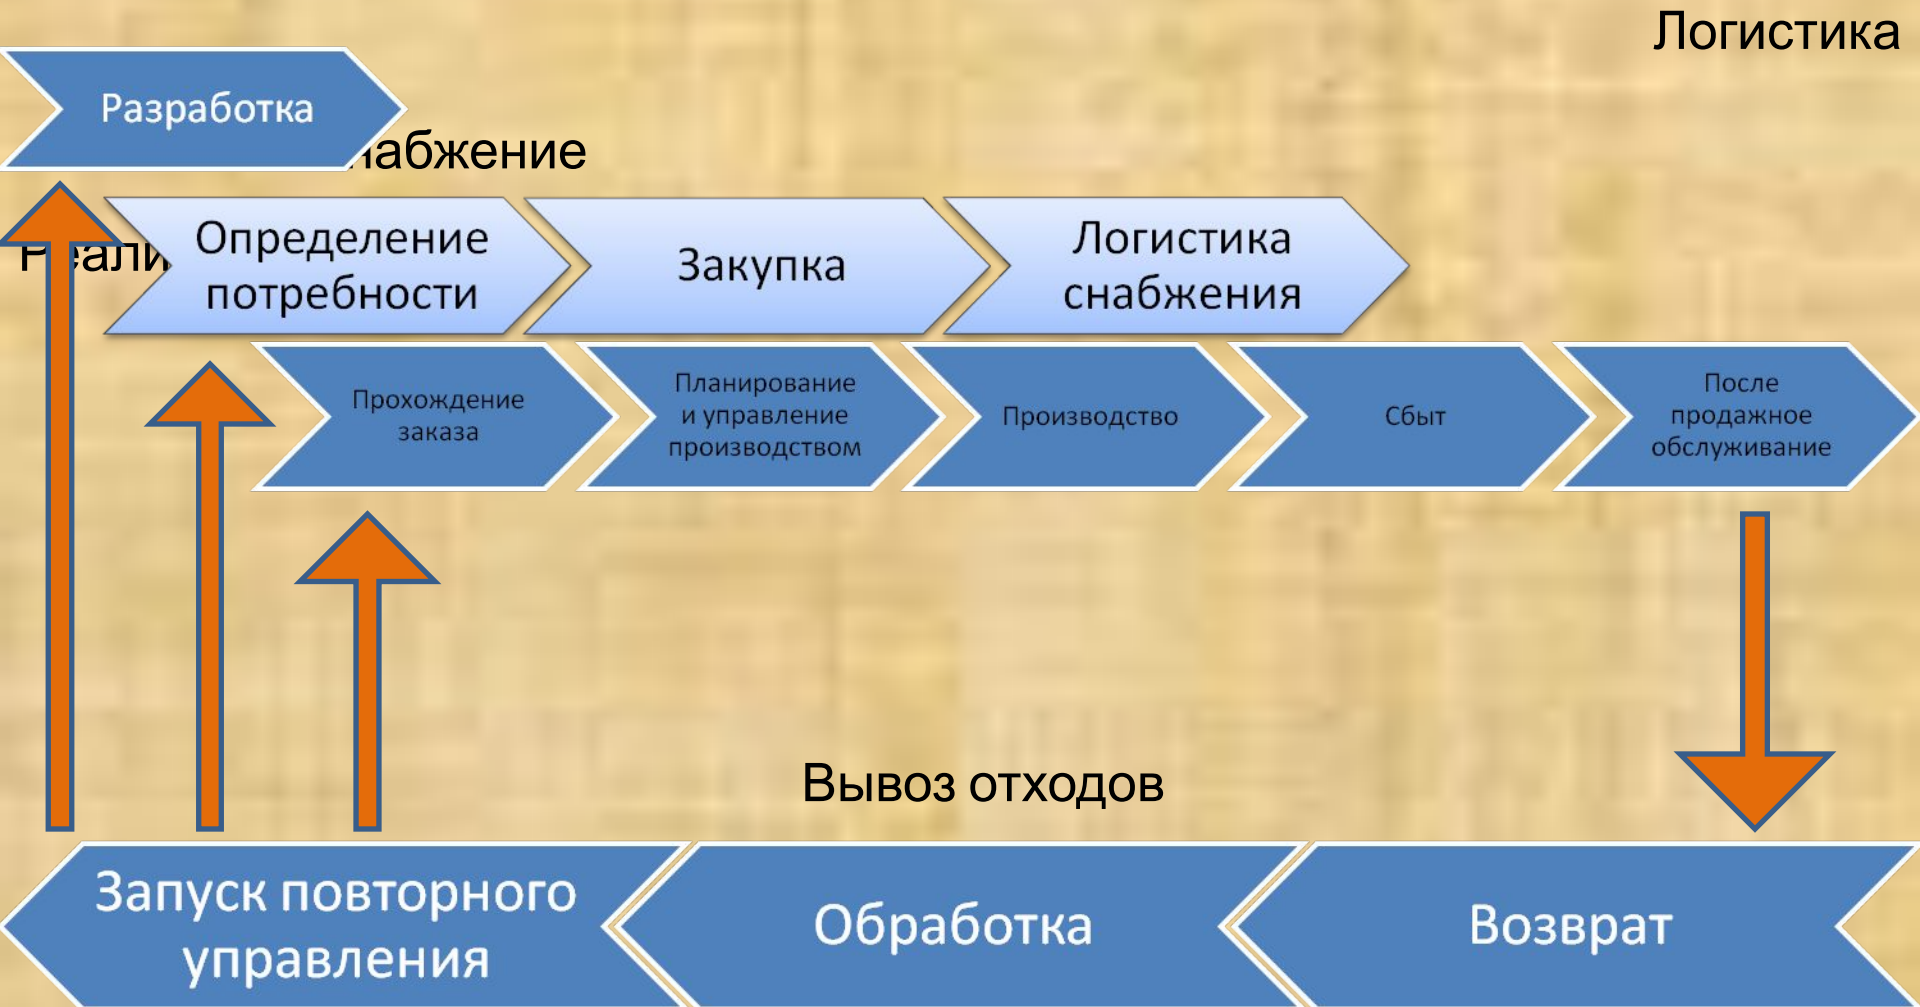 Логистика
Разработка
набжение
Определение
потребности
Закупка
Логистика
снабжения
Прохождение
заказа
Планирование
и управление
производством
Производство
Сбыт
После
продажное
обслуживание
Вывоз отходов
Запуск повторного
управления
Обработка
Возврат